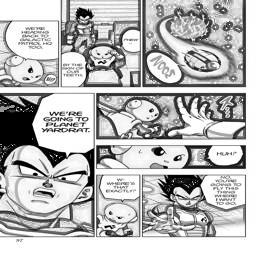 WE'RE
HEADING
BACK TO
GALACTIC
PATROL HQ
TOO.
PHEW!
BY THE
SKIN OF
OUR
TEETH.
WE'RE
GOING TO
PLANET
YARDRAT.
HUH?
W-
WHERE'S
THAT
EXACTLY?
NO,
YOU'RE
GOING TO
FLY THIS
THING
WHERE
I WANT
TO GO.